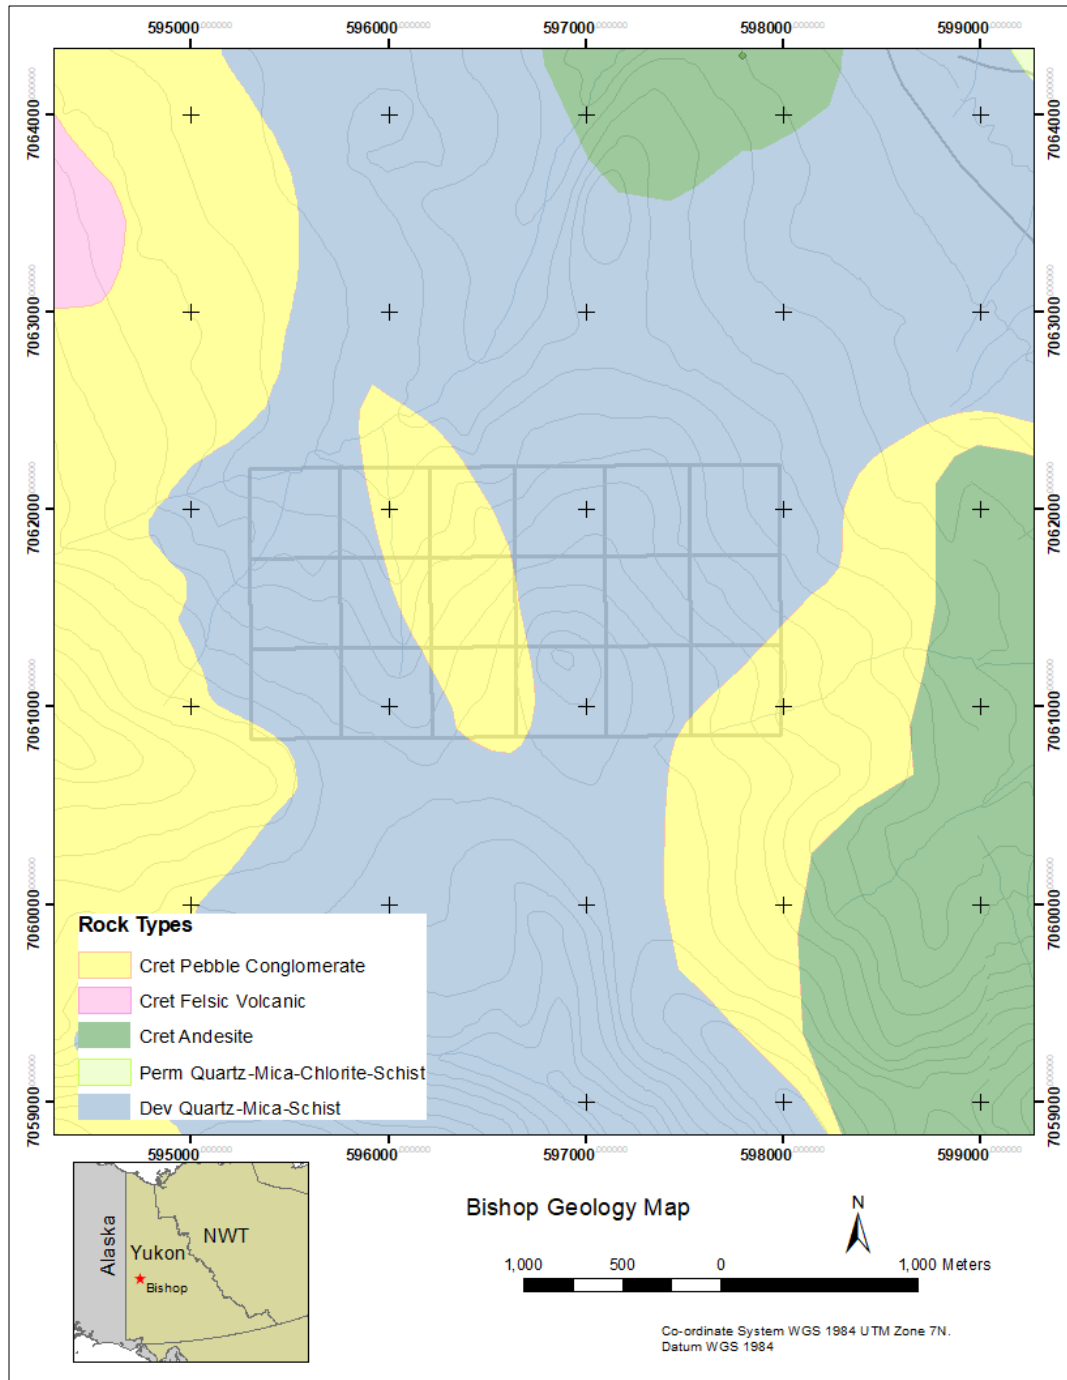 595000 596000 597000 598000 599000
7064000 7064000
7063000 7063000
7062000 7062000
7061000 7061000
7060000 7060000
7059000 7059000
Rock Types
Cret Pebble Conglomerate
Cret Felsic Volcanic
Cret Andesite
Perm Quartz-Mica-Chlorite-Schist
Dev Quartz-Mica-Schist
595000 596000 597000 598000 599000
Alaska
Yukon
NWT
Bishop
Bishop Geology Map
N
1,000 500 0 1,000 Meters
Co-ordinate System WGS 1984 UTM Zone 7N.
Datum WGS 1984